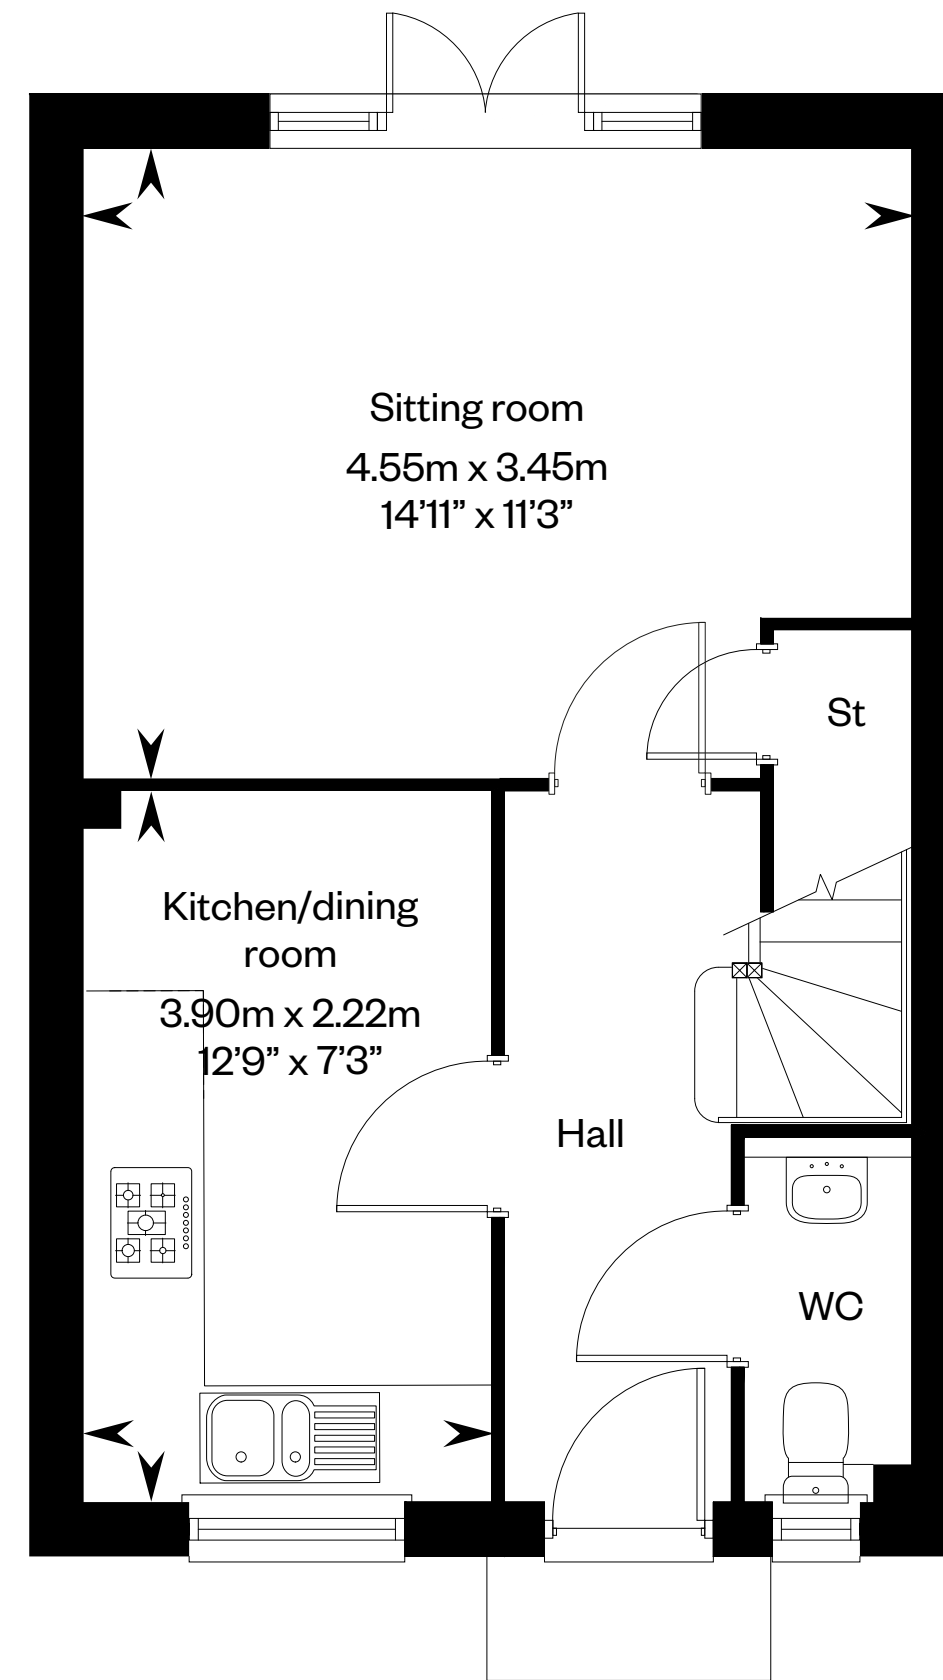 Sitting room
4.55m x 3.45m
14’11” x 11’3”
St
Kitchen/dining
room
3.90m x 2.22m
12’9” x 7’3”
Hall
WC